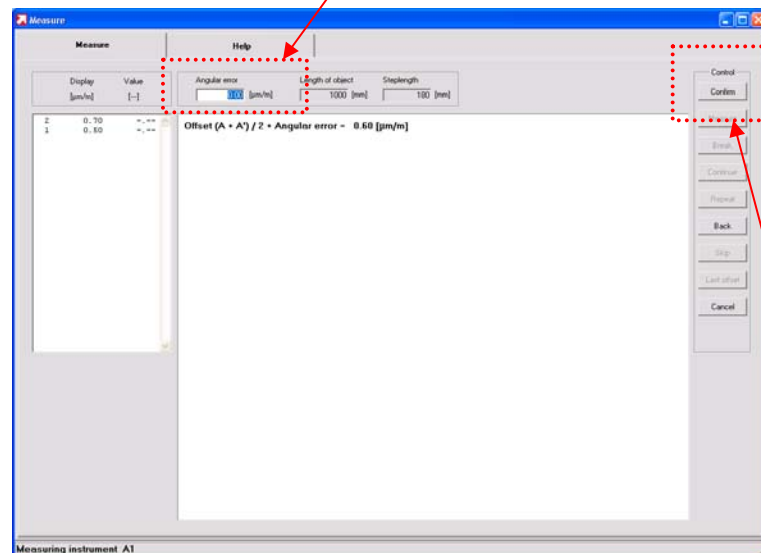 Measure
Measure Help
Display Value
[µm/m] [--]
Angular error Length of object Steplength
0.00 [µm/m] 1000 [mm] 180 [mm]
Control
Confirm
2 0.70 -.--
1 0.50 -.--
Offset (A + A') / 2 + Angular error = 0.60 [µm/m]
Break
Continue
Repeat
Back
Skip
Last offset
Cancel
Measuring instrument A1